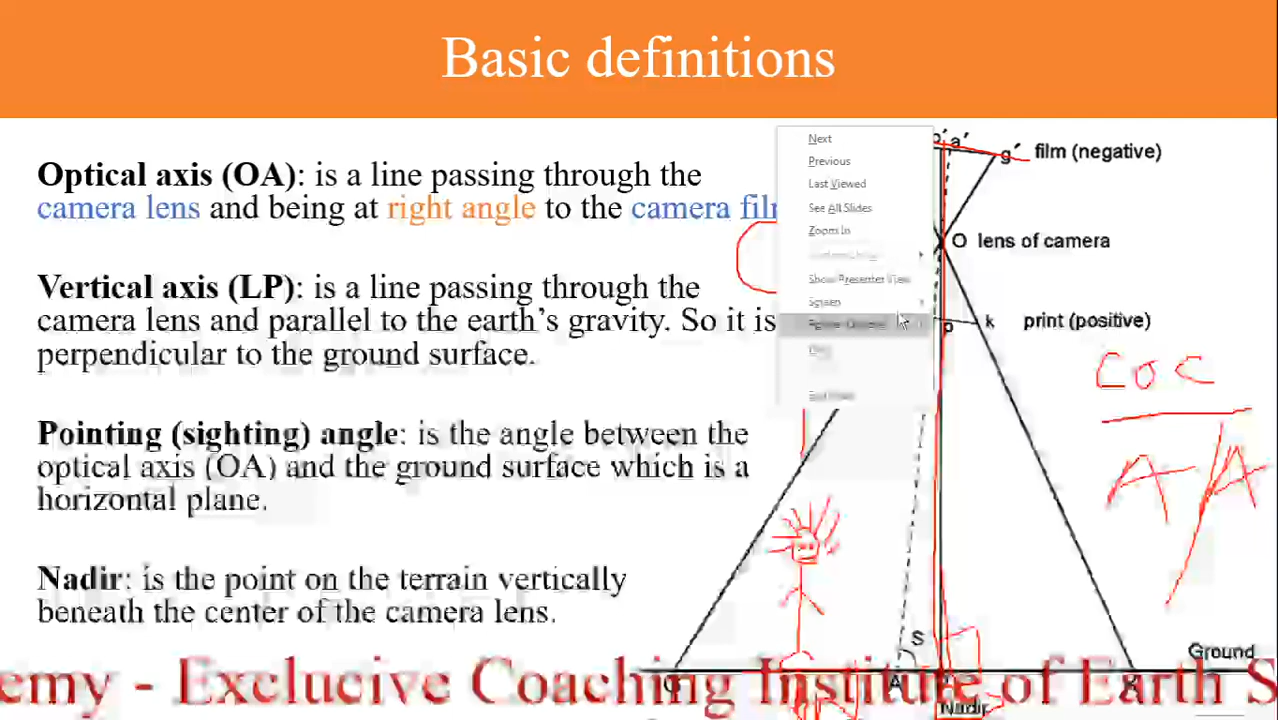 Basic definitions
Optical axis (OA): is a line passing through the
camera lens and being at right angle to the camera
Vertical axis (LP): is a line passing through the
camera lens and parallel to the earth's gravity. So it is
perpendicular to the ground surface.
Pointing (sighting) angle: is the angle between the
optical axis (OA) and the ground surface which is a
horizontal plane.
Nadir: is the point on the terrain vertically
beneath the center of the camera lens.
Next
Previous
Last Viewed
See All Slides
Zoom In
Show Presenter View
Screen
a' g' film (negative)
O lens of camera
p k print (positive)
COC
A/A
S
Ground
A
Nadir
emy - Exclucive Coaching Institute of Earth S